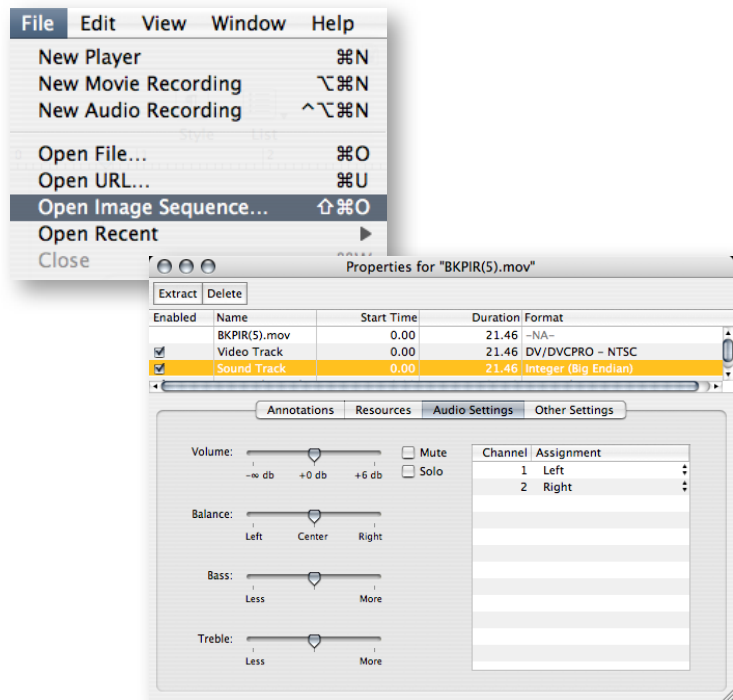 File Edit View Window Help
New Player ⌘N
New Movie Recording ⌥⌘N
New Audio Recording ^⌥⌘N
Style List
Open File... ⌘O
Open URL... ⌘U
Open Image Sequence... ⇧⌘O
Open Recent ▶
Close
Properties for "BKPIR(5).mov"
Extract Delete
Enabled Name Start Time Duration Format
BKPIR(5).mov 0.00 21.46 -NA-
Video Track 0.00 21.46 DV/DVCPRO - NTSC
Sound Track 0.00 21.46 Integer (Big Endian)
Annotations Resources Audio Settings Other Settings
Volume: Mute
-∞ db +0 db +6 db Solo
Balance:
Left Center Right
Bass:
Less More
Treble:
Less More
Channel Assignment
1 Left
2 Right